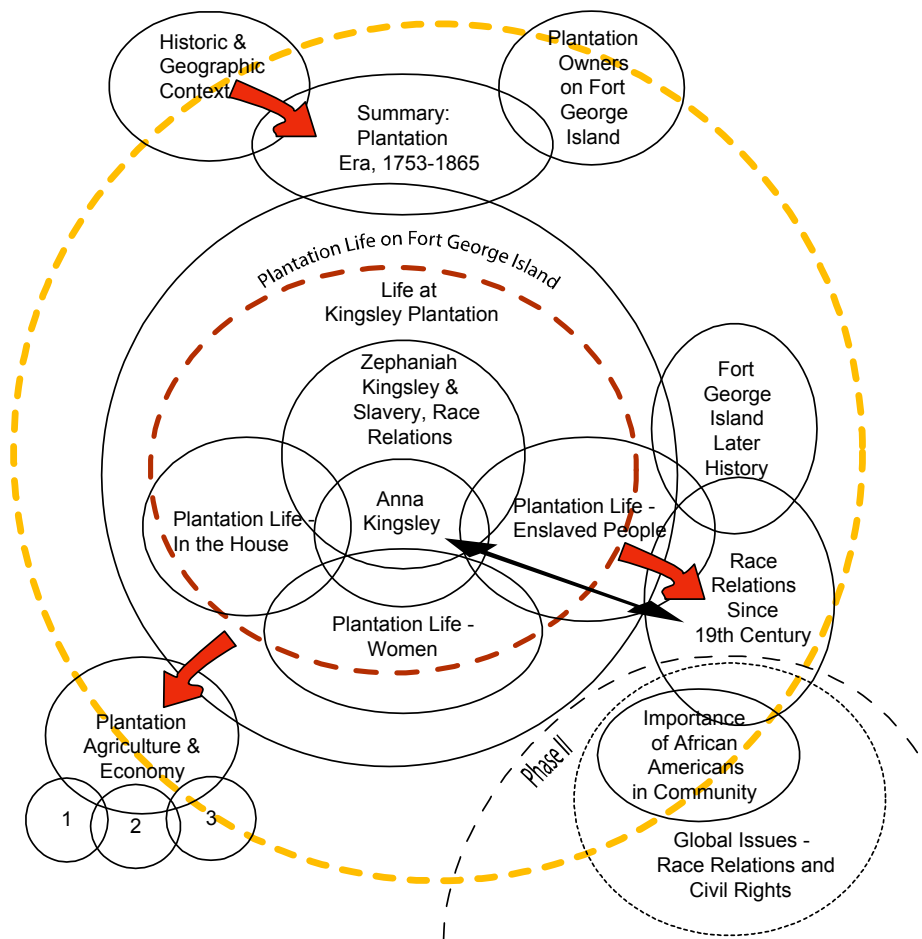 Historic &
Geographic
Context
Plantation
Owners
on Fort
George
Island
Summary:
Plantation
Era, 1753-1865
Plantation Life on Fort George Island
Life at
Kingsley Plantation
Zephaniah
Kingsley &
Slavery, Race
Relations
Fort
George
Island
Later
History
Anna
Kingsley
Plantation Life -
In the House
Plantation Life -
Enslaved People
Race
Relations
Since
19th Century
Plantation Life -
Women
Plantation
Agriculture &
Economy
1
2
3
Phase II
Importance
of African
Americans
in Community
Global Issues -
Race Relations and
Civil Rights